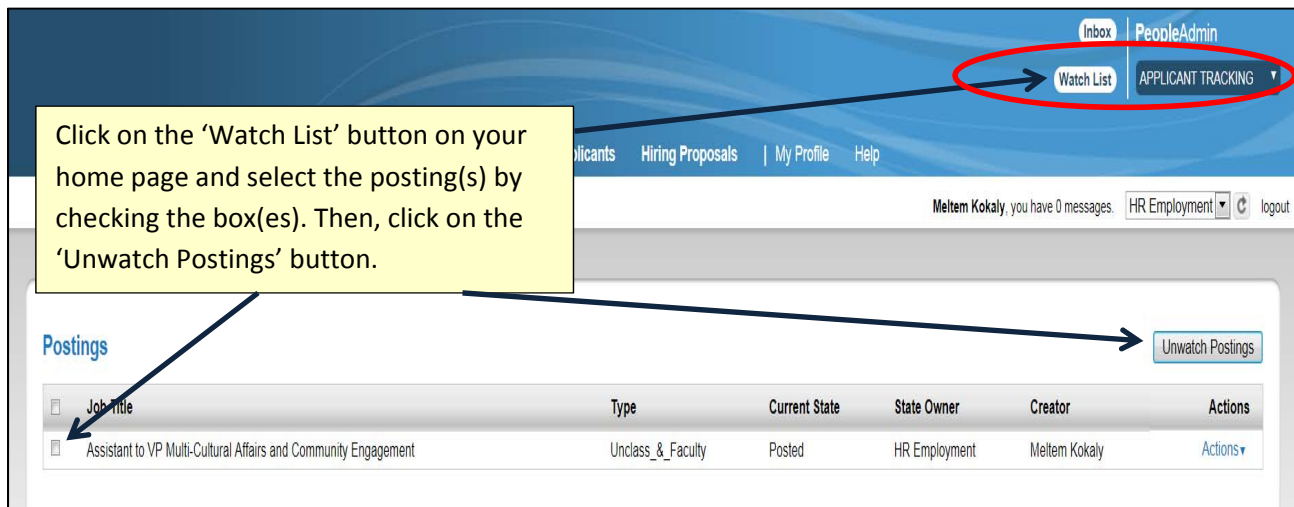 Inbox PeopleAdmin
Watch List APPLICANT TRACKING
Click on the ‘Watch List’ button on your
home page and select the posting(s) by
checking the box(es). Then, click on the
‘Unwatch Postings’ button.
Hiring Proposals | My Profile Help
Meltem Kokaly, you have 0 messages. HR Employment logout
Postings
Unwatch Postings
Job Title Type Current State State Owner Creator Actions
Assistant to VP Multi-Cultural Affairs and Community Engagement Unclass_&_Faculty Posted HR Employment Meltem Kokaly Actions